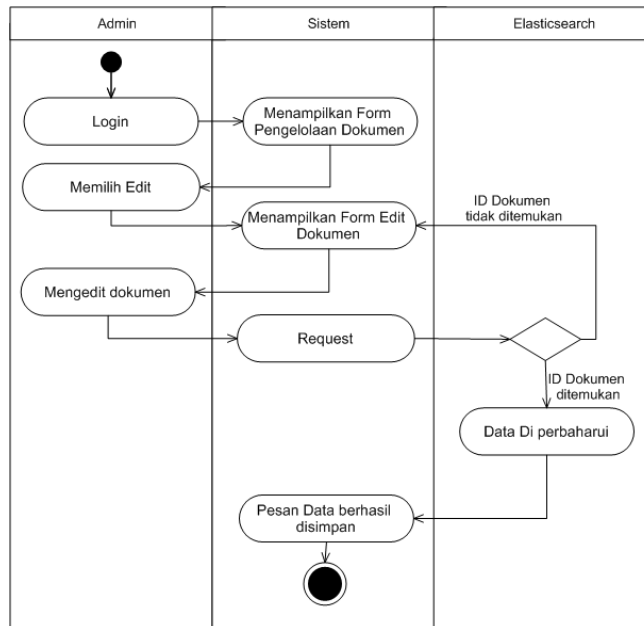 Admin
Sistem
Elasticsearch
Login
Menampilkan Form
Pengelolaan Dokumen
Memilih Edit
Menampilkan Form Edit
Dokumen
ID Dokumen
tidak ditemukan
Mengedit dokumen
Request
ID Dokumen
ditemukan
Data Di perbaharui
Pesan Data berhasil
disimpan